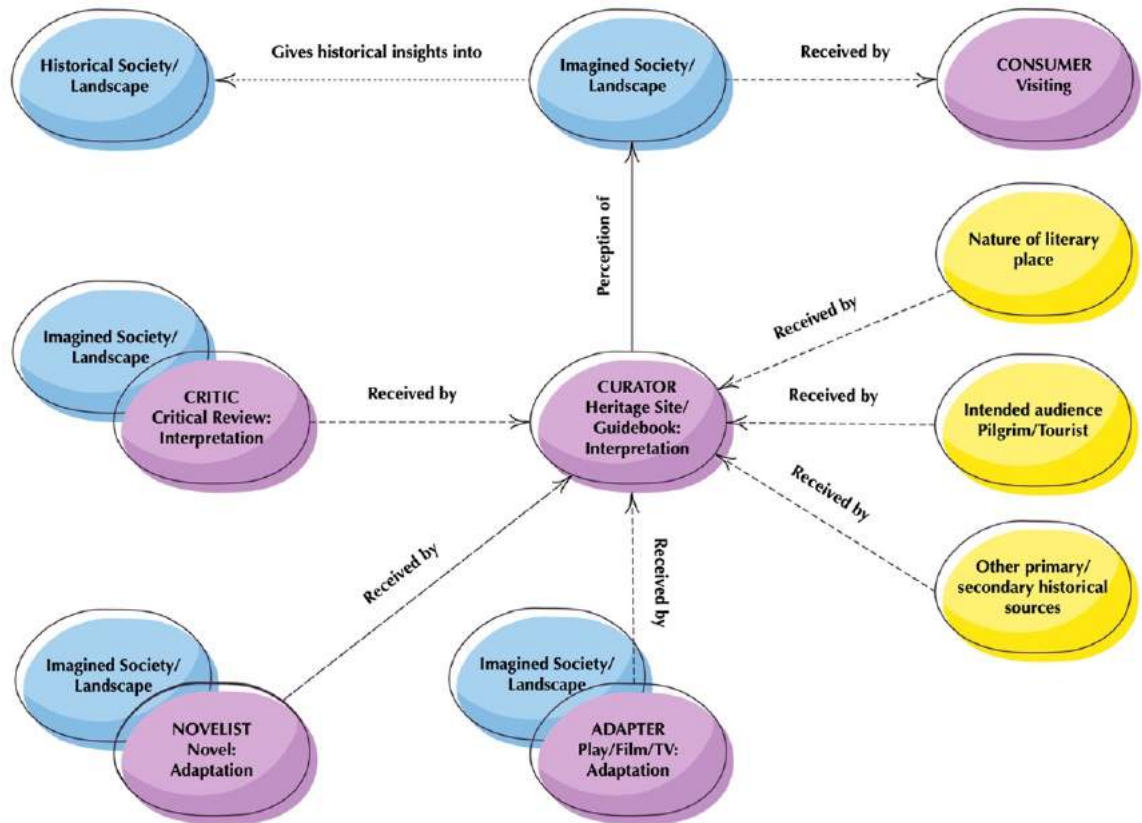 Historical Society/
Landscape
Gives historical insights into
Imagined Society/
Landscape
Received by
CONSUMER
Visiting
Perception of
Nature of literary
place
Received by
Imagined Society/
Landscape
CRITIC
Critical Review:
Interpretation
Received by
CURATOR
Heritage Site/
Guidebook:
Interpretation
Received by
Intended audience
Pilgrim/Tourist
Received by
Other primary/
secondary historical
sources
Received by
Received by
Imagined Society/
Landscape
NOVELIST
Novel:
Adaptation
Imagined Society/
Landscape
ADAPTER
Play/Film/TV:
Adaptation